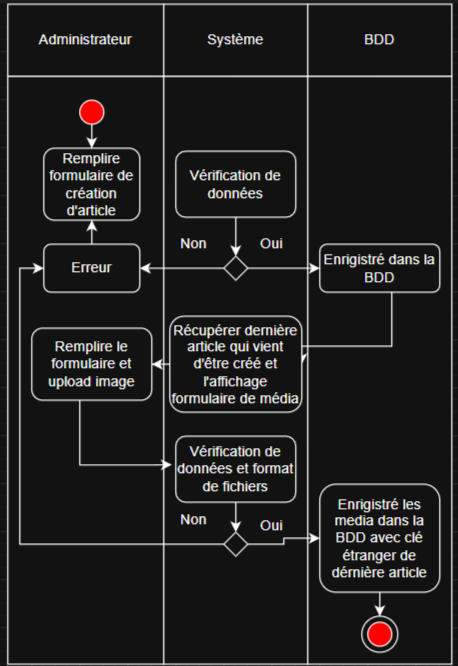 Administrateur
Système
BDD
Remplire
formulaire de
création
d'article
Vérification de
données
Non
Oui
Erreur
Enrigistré dans la
BDD
Récupérer dernière
article qui vient
d'être créé et
l'affichage
formulaire de média
Remplire le
formulaire et
upload image
Vérification de
données et format
de fichiers
Non
Oui
Enrigistré les
media dans la
BDD avec clé
étranger de
dérnière article